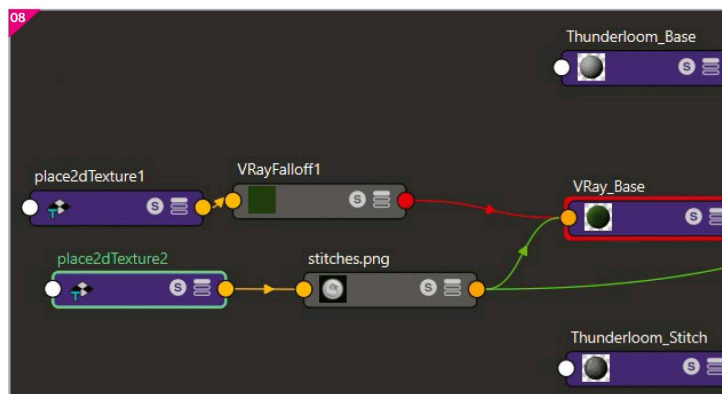 08
Thunderloom_Base
S
place2dTexture1
S
VRayFalloff1
S
VRay_Base
S
place2dTexture2
S
stitches.png
S
Thunderloom_Stitch
S